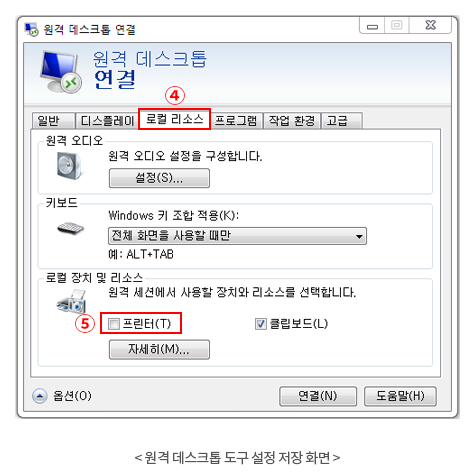 원격 데스크톱 연결
원격 데스크톱
연결
④
일반 디스플레이 로컬 리소스 프로그램 작업 환경 고급
원격 오디오
원격 오디오 설정을 구성합니다.
설정(S)...
키보드
Windows 키 조합 적용(K):
전체 화면을 사용할 때만
예: ALT+TAB
로컬 장치 및 리소스
원격 세션에서 사용할 장치와 리소스를 선택합니다.
⑤ 프린터(T) 클립보드(L)
자세히(M)...
옵션(O) 연결(N) 도움말(H)
< 원격 데스크톱 도구 설정 저장 화면 >